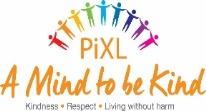 PiXL
A Mind to be Kind
Kindness • Respect • Living without harm